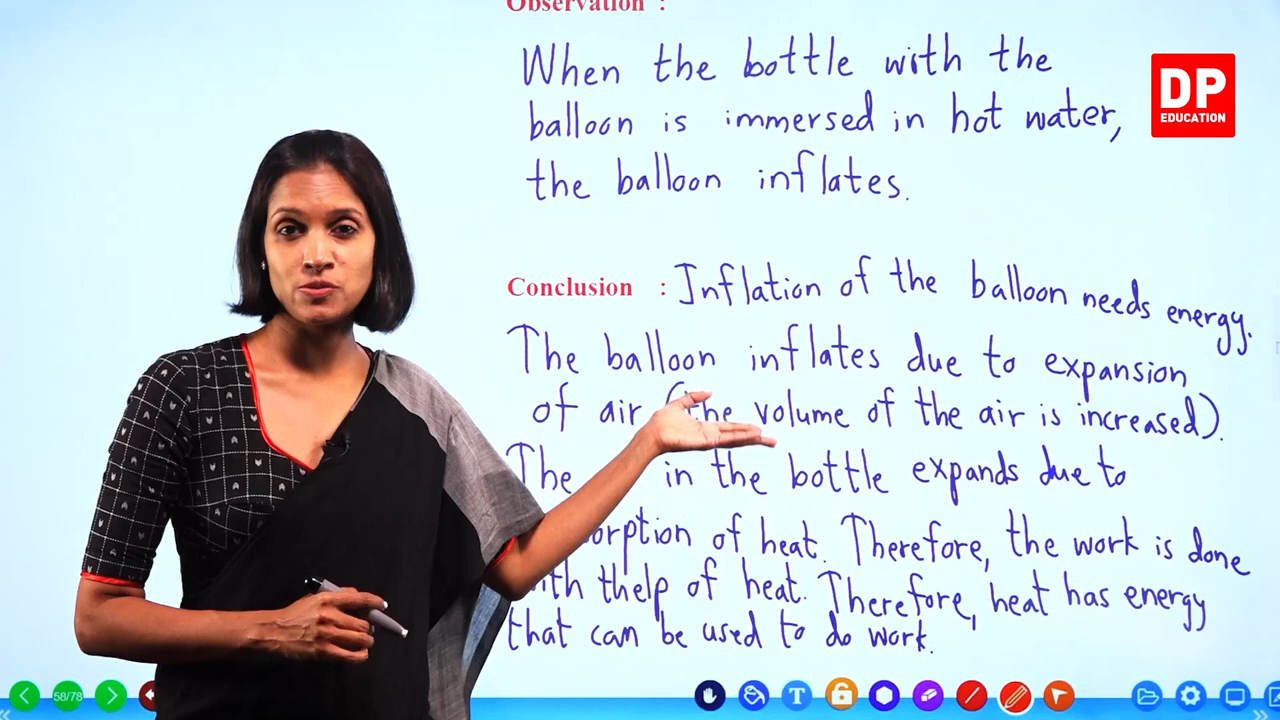 Observation :
When the bottle with the
balloon is immersed in hot water,
the balloon inflates.
Conclusion : Inflation of the balloon needs energy.
The balloon inflates due to expansion
of air (the volume of the air is increased).
The in the bottle expands due to
orption of heat. Therefore, the work is done
ith thelp of heat. Therefore, heat has energy
that can be used to do work.
DP
EDUCATION
58/78
T